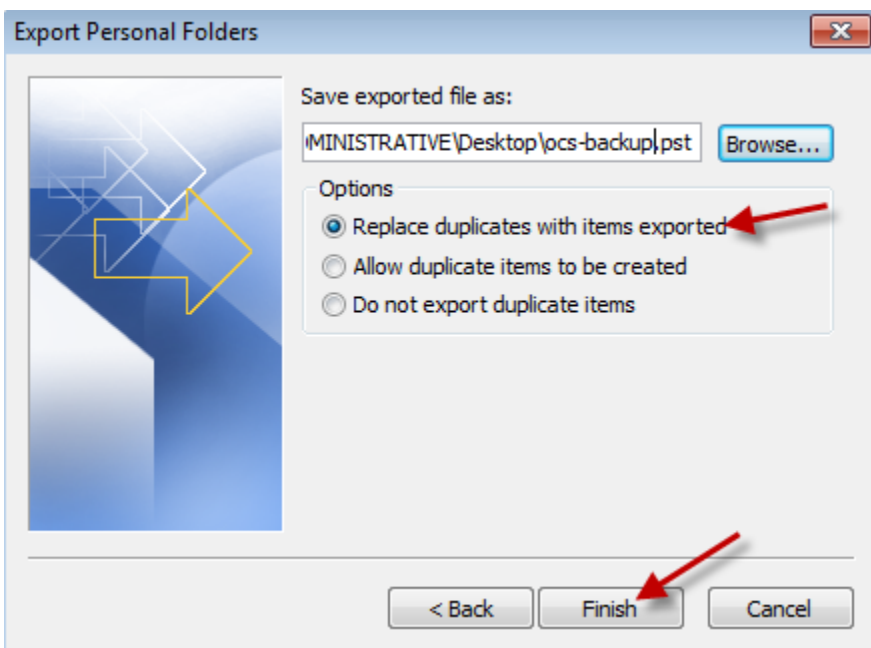 Export Personal Folders
Save exported file as:
MINISTRATIVE\Desktop\ocs-backup.pst
Browse...
Options
Replace duplicates with items exported
Allow duplicate items to be created
Do not export duplicate items
< Back
Finish
Cancel